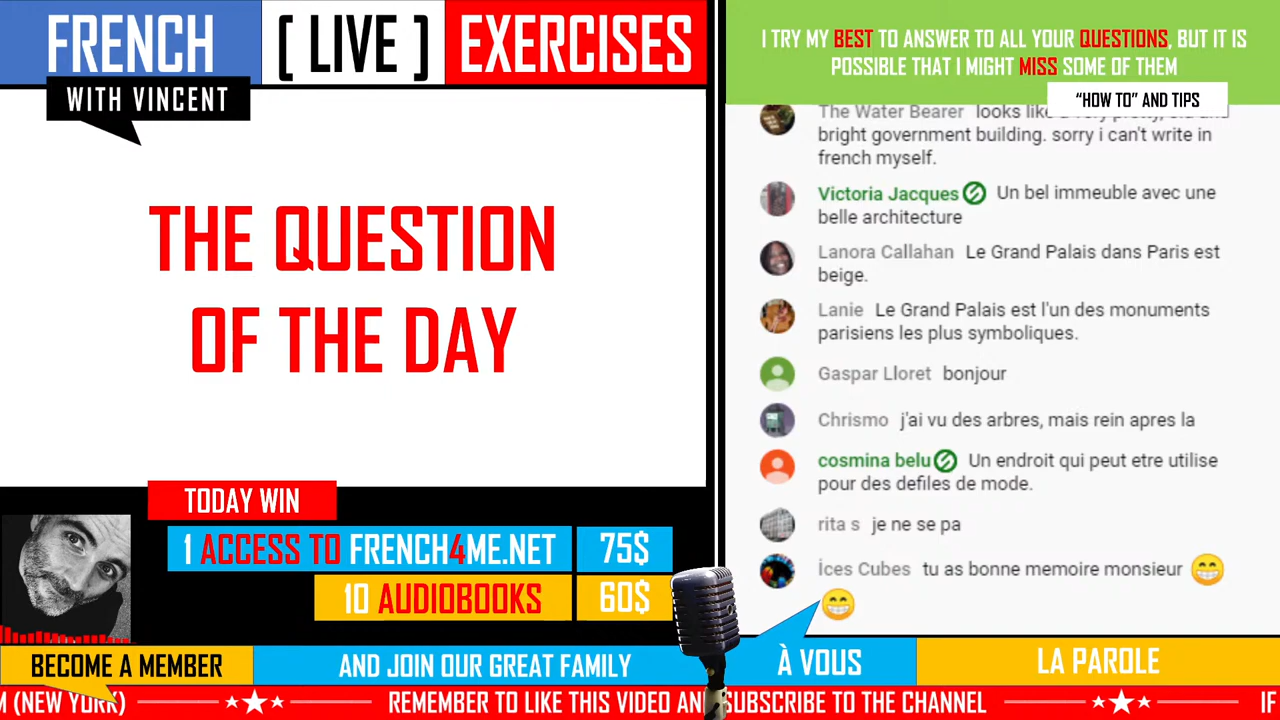 FRENCH
[ LIVE ]
EXERCISES
WITH VINCENT
THE QUESTION
OF THE DAY
TODAY WIN
1 ACCESS TO FRENCH4ME.NET
75$
10 AUDIOBOOKS
60$
BECOME A MEMBER
AND JOIN OUR GREAT FAMILY
I TRY MY BEST TO ANSWER TO ALL YOUR QUESTIONS, BUT IT IS
POSSIBLE THAT I MIGHT MISS SOME OF THEM
"HOW TO" AND TIPS
The Water Bearer looks like
bright government building. sorry i can't write in
french myself.
Victoria Jacques Un bel immeuble avec une
belle architecture
Lanora Callahan Le Grand Palais dans Paris est
beige.
Lanie Le Grand Palais est l'un des monuments
parisiens les plus symboliques.
Gaspar Lloret bonjour
Chrismo j'ai vu des arbres, mais rein apres la
cosmina belu Un endroit qui peut etre utilise
pour des defiles de mode.
rita s je ne se pa
İces Cubes tu as bonne memoire monsieur 😁
😁
À VOUS
LA PAROLE
M (NEW YORK) REMEMBER TO LIKE THIS VIDEO AND SUBSCRIBE TO THE CHANNEL IF